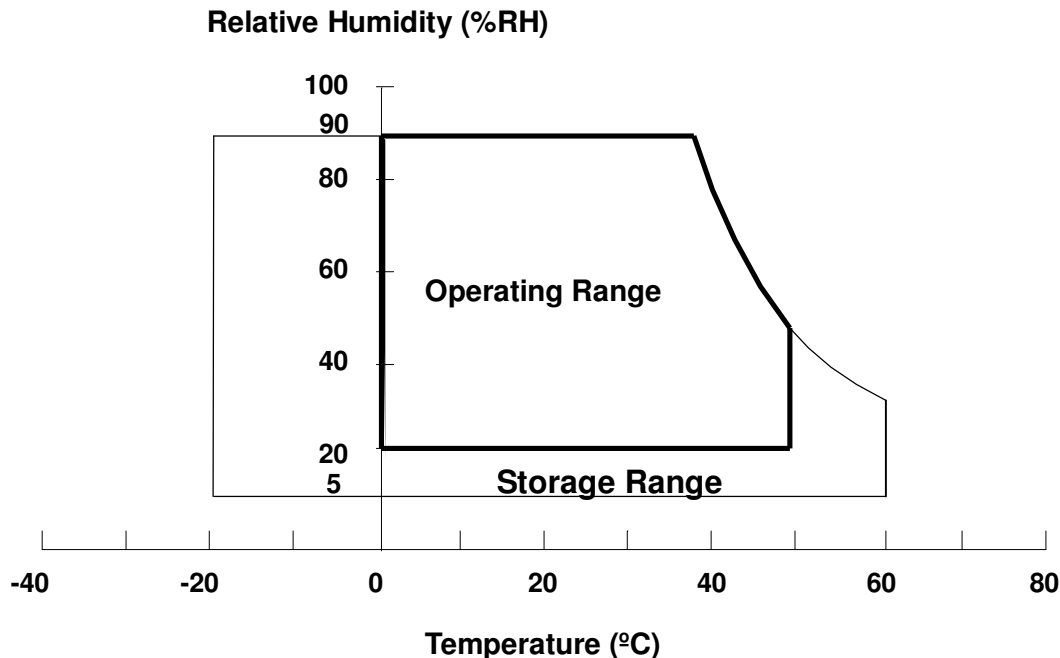 Relative Humidity (%RH)
100
90
80
60
Operating Range
40
20
5
Storage Range
-40 -20 0 20 40 60 80
Temperature (ºC)